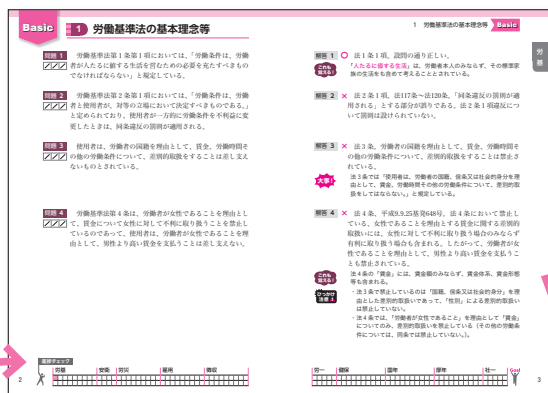 Basic 1 労働基準法の基本理念等
問題 1 労働基準法第1条第1項においては、「労働条件は、労働
者が人たるに値する生活を営むための必要を充たすべきもの
でなければならない」と規定している。
問題 2 労働基準法第2条第1項においては、「労働条件は、労働
者と使用者が、対等の立場において決定すべきものである。」
と定められており、使用者が一方的に労働条件を不利益に変
更したときは、同条違反の罰則が適用される。
問題 3 使用者は、労働者の国籍を理由として、賃金、労働時間そ
の他の労働条件について、差別的取扱をすることは差し支え
ないものとされている。
問題 4 労働基準法第4条は、労働者が女性であることを理由とし
て、賃金について女性に対して不利に取り扱うことを禁止し
ているのであって、使用者は、労働者が女性であることを理
由として、男性より高い賃金を支払うことは差し支えない。
進捗チェック
労基 安衛 労災 雇用 徴収
2
1 労働基準法の基本理念等 Basic
労
基
解答 1 ○ 法1条1項。設問の通り正しい。
これも
覚える!
「人たるに値する生活」は、労働者本人のみならず、その標準家
族の生活をも含めて考えることとされている。
解答 2 × 法2条1項、法117条〜法120条。「同条違反の罰則が適
用される」とする部分が誤りである。法2条1項違反につ
いて罰則は設けられていない。
解答 3 × 法3条。労働者の国籍を理由として、賃金、労働時間そ
の他の労働条件について、差別的取扱をすることは禁止さ
れている。
大事!
法3条では「使用者は、労働者の国籍、信条又は社会的身分を理
由として、賃金、労働時間その他の労働条件について、差別的取
扱をしてはならない。」と規定している。
解答 4 × 法4条、平成9.9.25基発648号。法4条において禁止し
ている、女性であることを理由とする賃金に関する差別的
取扱いには、女性に対して不利に取り扱う場合のみならず
有利に取り扱う場合も含まれる。したがって、労働者が女
性であることを理由として、男性より高い賃金を支払うこ
とも禁止されている。
これも
覚える!
法4条の「賃金」には、賃金額のみならず、賃金体系、賃金形態
等も含まれる。
ひっかけ
注意!
・法3条で禁止しているのは「国籍、信条又は社会的身分」を理
由とした差別的取扱いであって、「性別」による差別的取扱い
は禁止していない。
・法4条では、「労働者が女性であること」を理由として「賃金」
についてのみ、差別的取扱いを禁止している(その他の労働条
件については、同条では禁止していない。)。
労一 健保 国年 厚年 社一 Goal
3